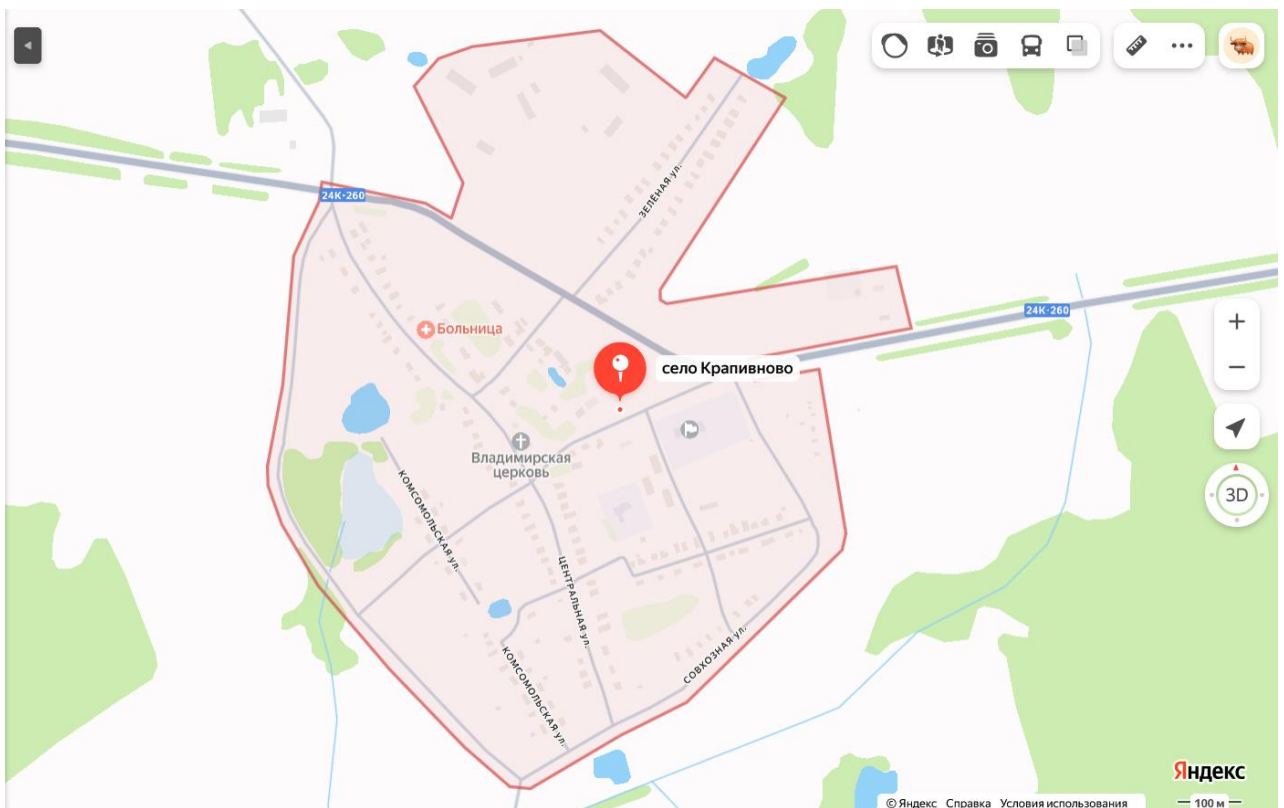 24К-260
ЗЕЛЁНАЯ ул.
24К-260
Больница
село Крапивново
Владимирская
церковь
КОМСОМОЛЬСКАЯ ул.
ЦЕНТРАЛЬНАЯ ул.
КОМСОМОЛЬСКАЯ ул.
СОВХОЗНАЯ ул.
3D
Яндекс
© Яндекс Справка Условия использования
100 м